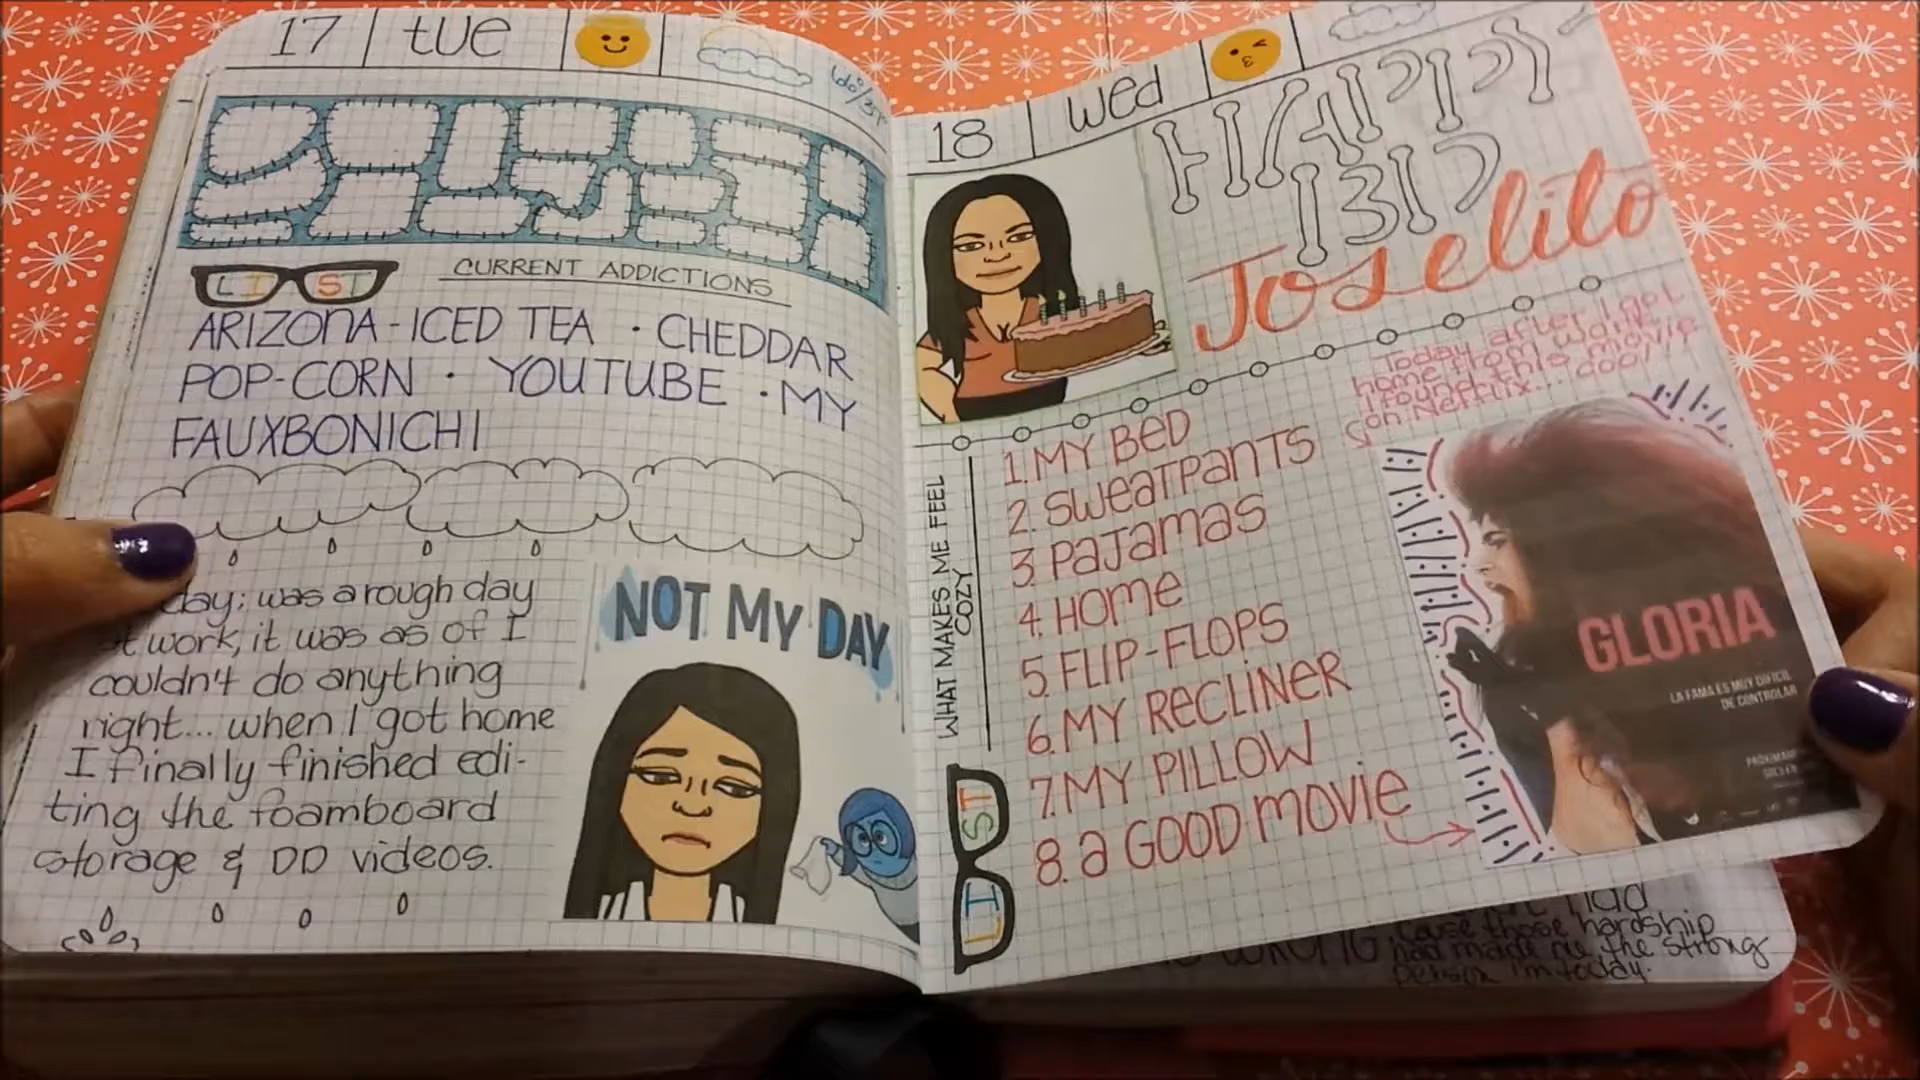 17 tue
60°/37°
LIST
CURRENT ADDICTIONS
ARIZONA-ICED TEA · CHEDDAR
POP-CORN · YOUTUBE · MY
FAUXBONICHI
day; was a rough day
at work, it was as of I
couldn't do anything
right... when I got home
I finally finished edi-
ting the foamboard
storage & DD videos.
NOT MY DAY
18 wed
HAPPY
BD
Joselito
Today after I got
home from
I found this movie
on Netflix... cool!
WHAT MAKES ME FEEL
COZY
LIST
1. MY BED
2. SWEATPANTS
3. PAJAMAS
4. HOME
5. FLIP-FLOPS
6. MY RECLINER
7. MY PILLOW
8. a GOOD MOVIE
GLORIA
LA FAMA ES MUY DIFÍCIL
DE CONTROLAR
had
cause those hardship
had made me the strong
person I'm today.